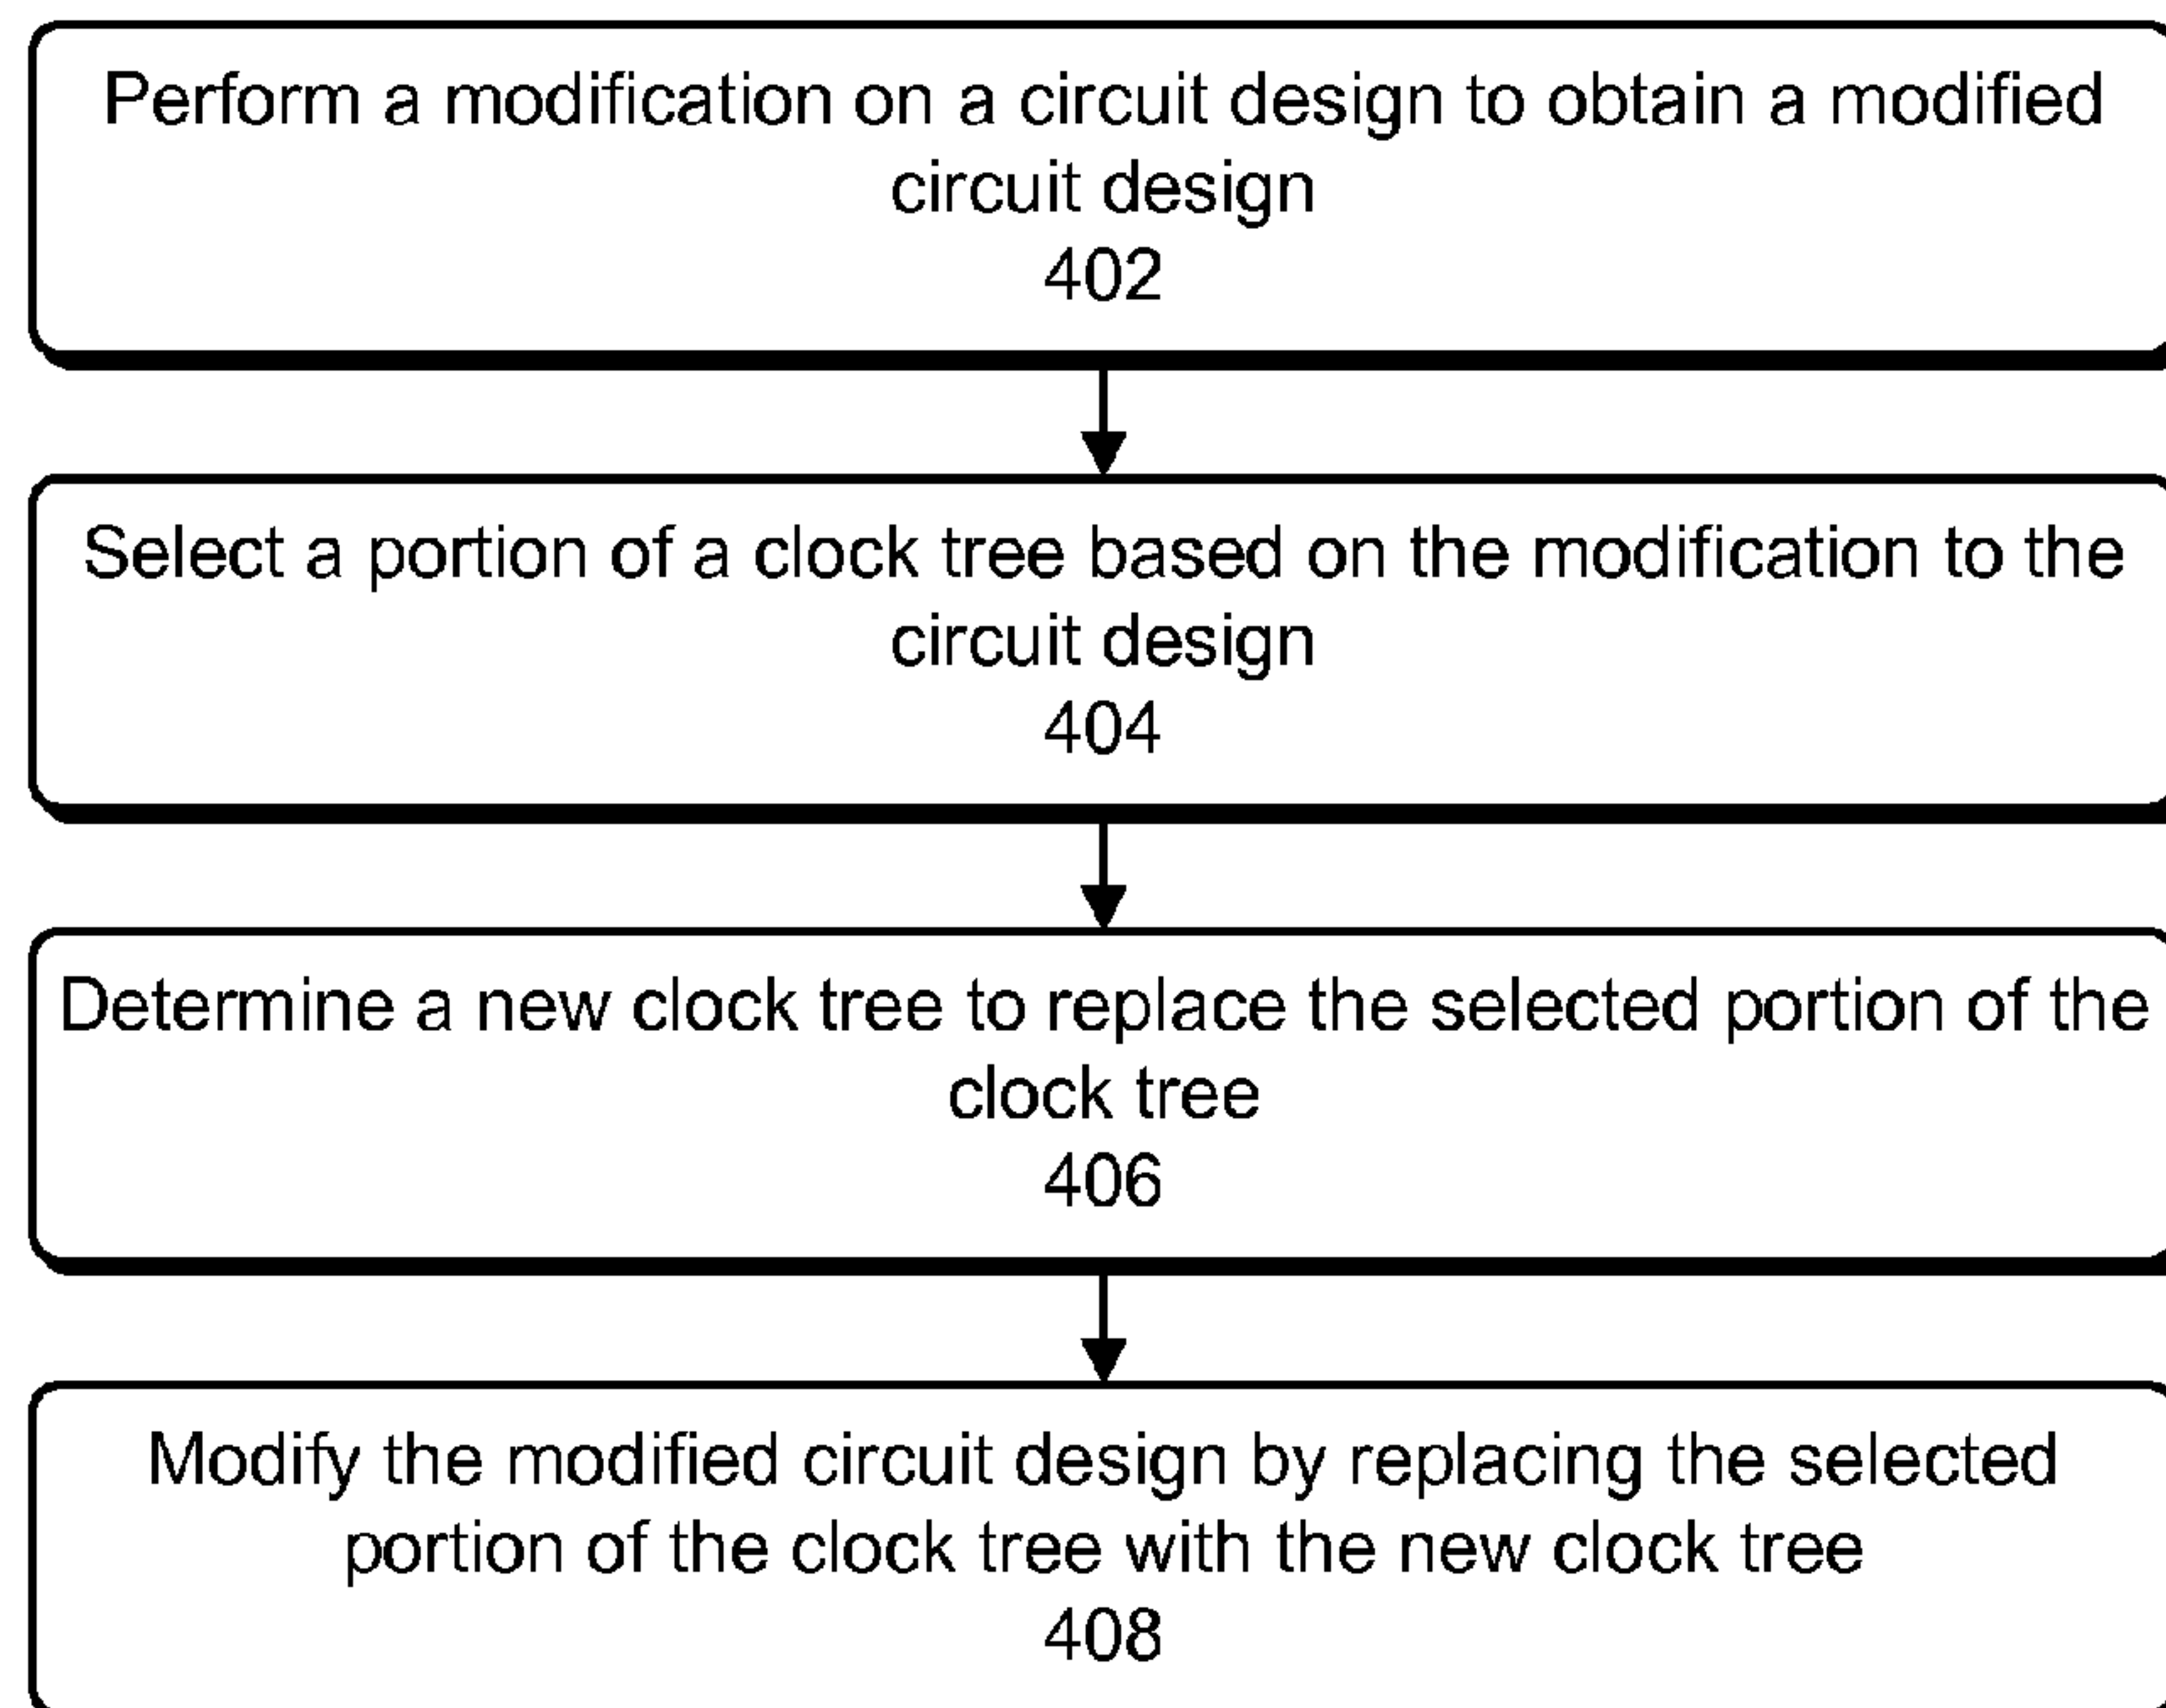 Perform a modification on a circuit design to obtain a modified
circuit design
402
Select a portion of a clock tree based on the modification to the
circuit design
404
Determine a new clock tree to replace the selected portion of the
clock tree
406
Modify the modified circuit design by replacing the selected
portion of the clock tree with the new clock tree
408